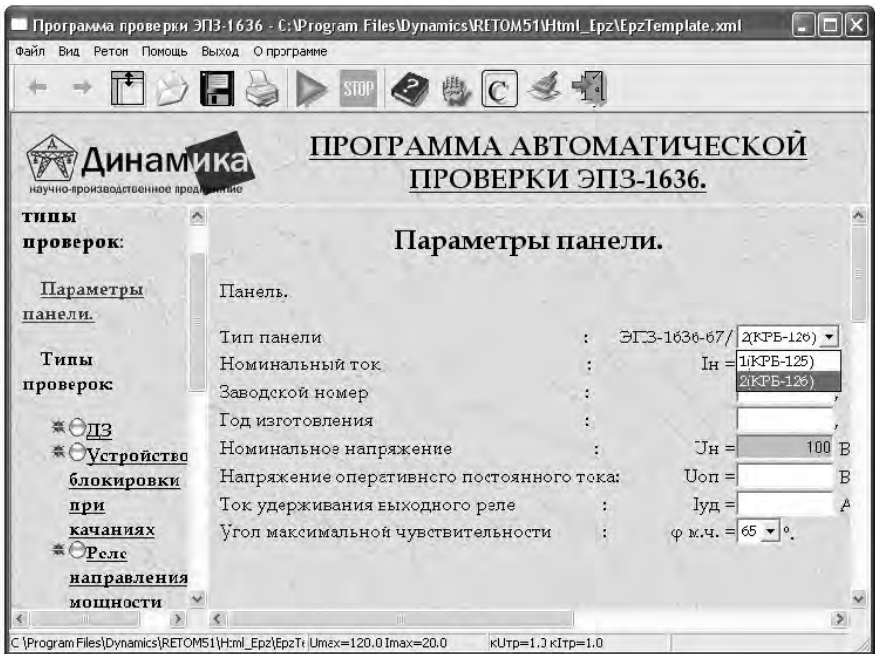 Программа проверки ЭПЗ-1636 - C:\Program Files\Dynamics\RETOM51\Html_Epz\EpzTemplate.xml
Файл Вид Ретом Помощь Выход О программе
STOP
C
Динамика
научно-производственное предприятие
ПРОГРАММА АВТОМАТИЧЕСКОЙ
ПРОВЕРКИ ЭПЗ-1636.
типы
проверок:
Параметры
панели.
Типы
проверок:
ДЗ
Устройство
блокировки
при
качаниях
Реле
направления
мощности
Параметры панели.
Панель.
Тип панели : ЭПЗ-1636-67/ 2(КРБ-126)
1(КРБ-125)
2(КРБ-126)
Номинальный ток : Iн =
Заводской номер : ,
Год изготовления : ,
Номинальное напряжение : Uн = 100 В
Напряжение оперативного постоянного тока: Uоп = В
Ток удерживания выходного реле : Iуд = А
Угол максимальной чувствительности : φ м.ч. = 65 °.
C:\Program Files\Dynamics\RETOM51\Html_Epz\EpzTe Umax=120.0 Imax=20.0 кUтр=1.0 кIтр=1.0